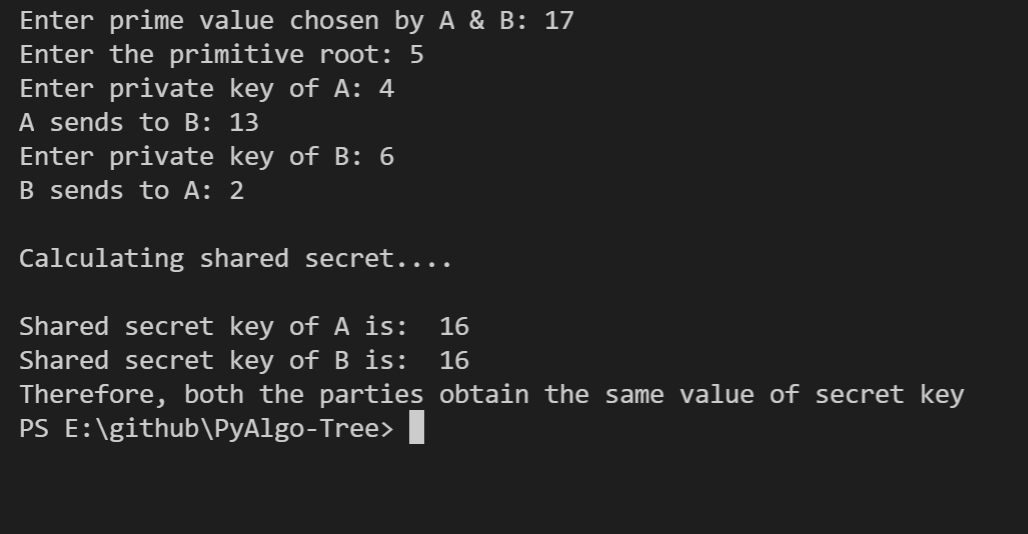 Enter prime value chosen by A & B: 17
Enter the primitive root: 5
Enter private key of A: 4
A sends to B: 13
Enter private key of B: 6
B sends to A: 2
Calculating shared secret....
Shared secret key of A is:  16
Shared secret key of B is:  16
Therefore, both the parties obtain the same value of secret key
PS E:\github\PyAlgo-Tree>